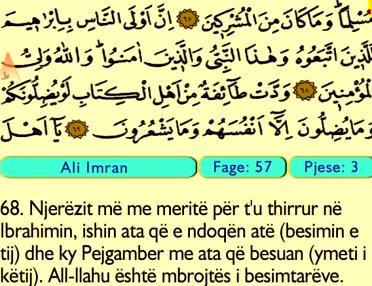 مُسْلِمًا وَمَا كَانَ مِنَ الْمُشْرِكِينَ ٦٧ إِنَّ أَوْلَى النَّاسِ بِإِبْرَاهِيمَ
لَلَّذِينَ اتَّبَعُوهُ وَهٰذَا النَّبِيُّ وَالَّذِينَ اٰمَنُوا وَاللّٰهُ وَلِيُّ
الْمُؤْمِنِينَ ٦٨ وَدَّتْ طَائِفَةٌ مِنْ اَهْلِ الْكِتَابِ لَوْ يُضِلُّونَكُمْ
وَمَا يُضِلُّونَ اِلَّا اَنْفُسَهُمْ وَمَا يَشْعُرُونَ ٦٩ يَا اَهْلَ
Ali Imran Fage: 57 Pjese: 3
68. Njerëzit më me meritë për t'u thirrur në
Ibrahimin, ishin ata që e ndoqën atë (besimin e
tij) dhe ky Pejgamber me ata që besuan (ymeti i
këtij). All-llahu është mbrojtës i besimtarëve.